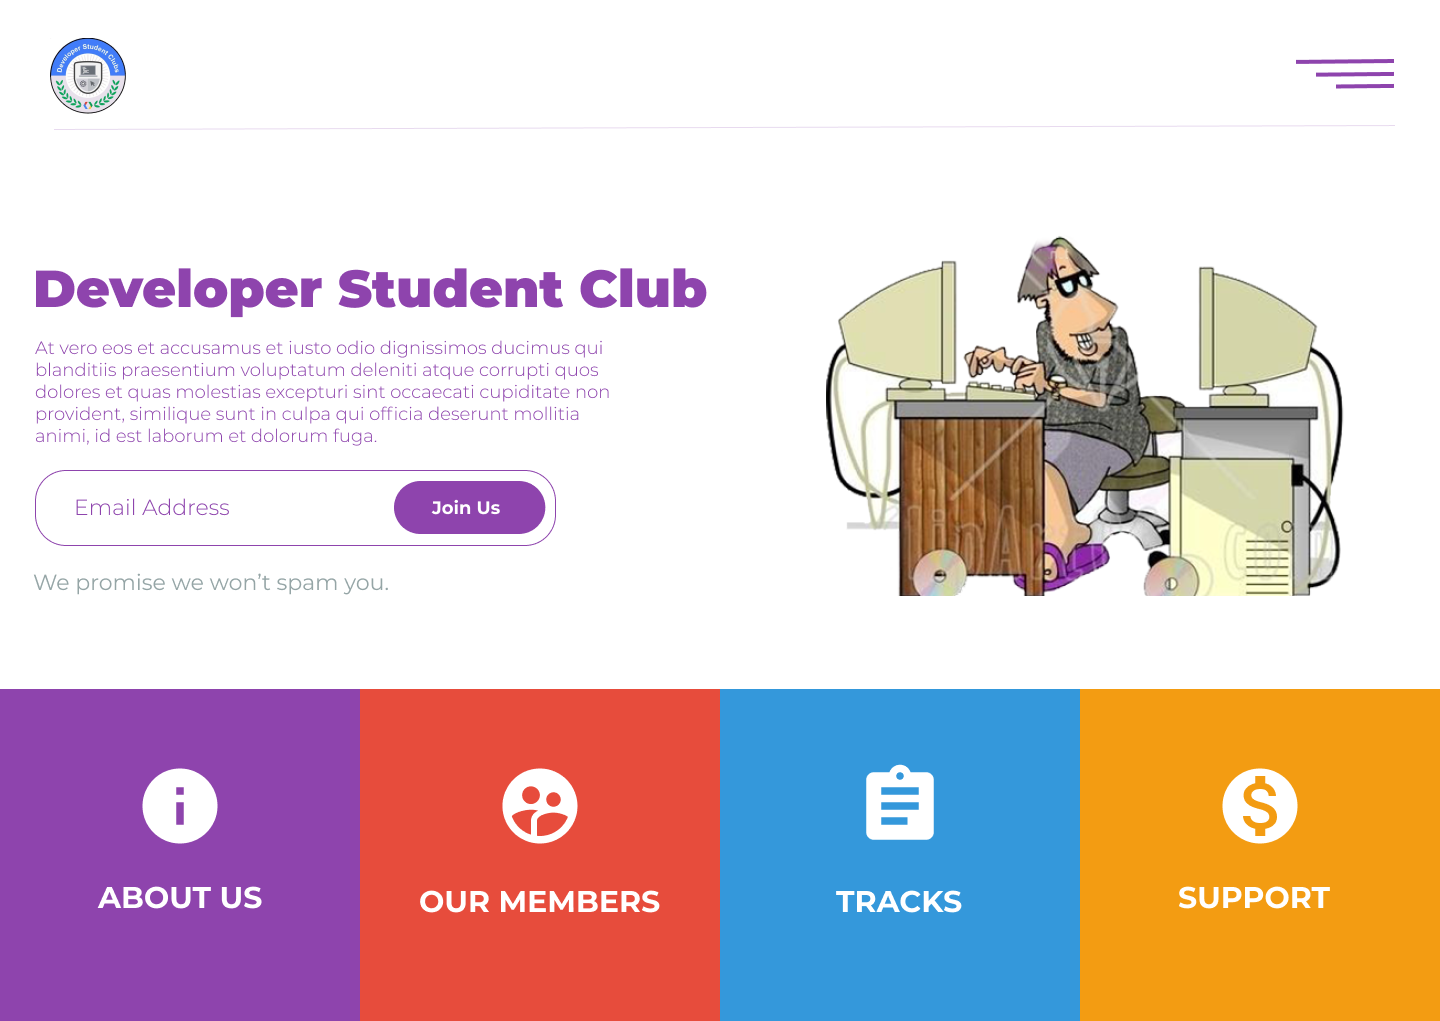 Developer Student Clubs
Developer Student Club
At vero eos et accusamus et iusto odio dignissimos ducimus qui
blanditiis praesentium voluptatum deleniti atque corrupti quos
dolores et quas molestias excepturi sint occaecati cupiditate non
provident, similique sunt in culpa qui officia deserunt mollitia
animi, id est laborum et dolorum fuga.
Email Address
Join Us
We promise we won’t spam you.
ABOUT US
OUR MEMBERS
TRACKS
SUPPORT